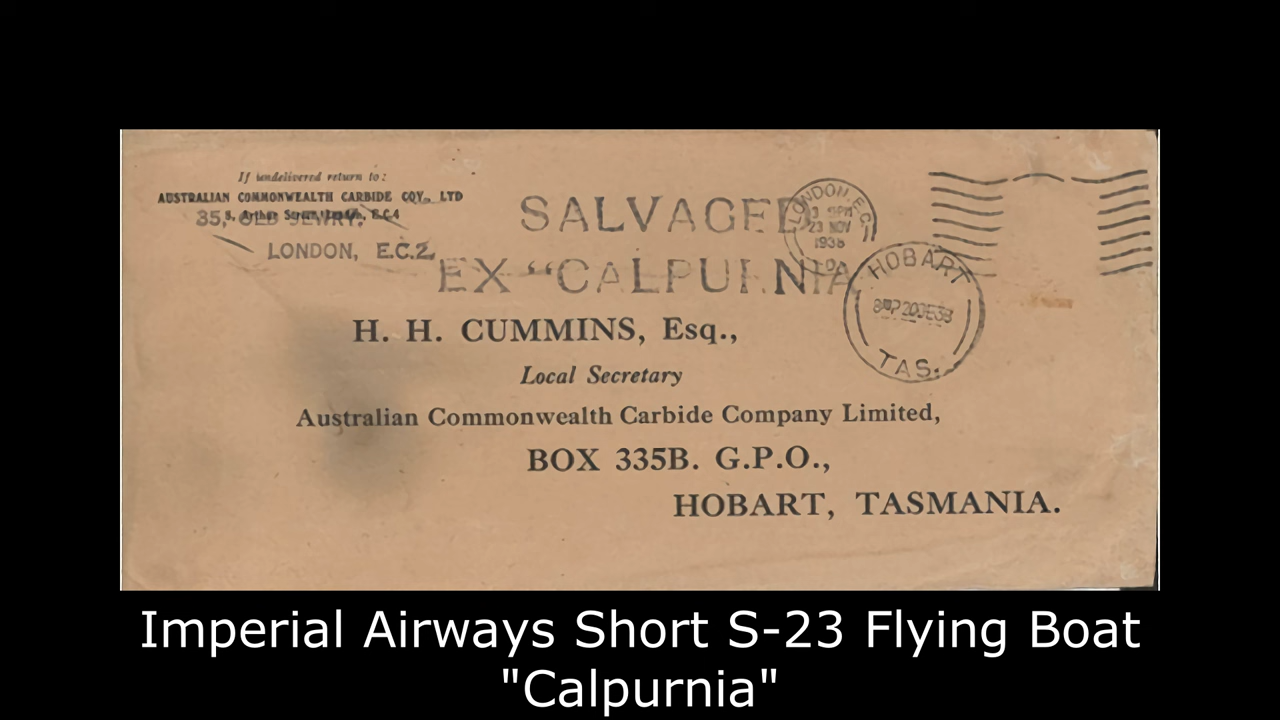 If undelivered return to:
AUSTRALIAN COMMONWEALTH CARBIDE COY., LTD
35, OLD JEWRY.
LONDON, E.C.2.
SALVAGED
EX "CALPURNIA
LONDON, E.C.
23 NOV
1938
HOBART
20DE38
TAS.
H. H. CUMMINS, Esq.,
Local Secretary
Australian Commonwealth Carbide Company Limited,
BOX 335B. G.P.O.,
HOBART, TASMANIA.
Imperial Airways Short S-23 Flying Boat
"Calpurnia"